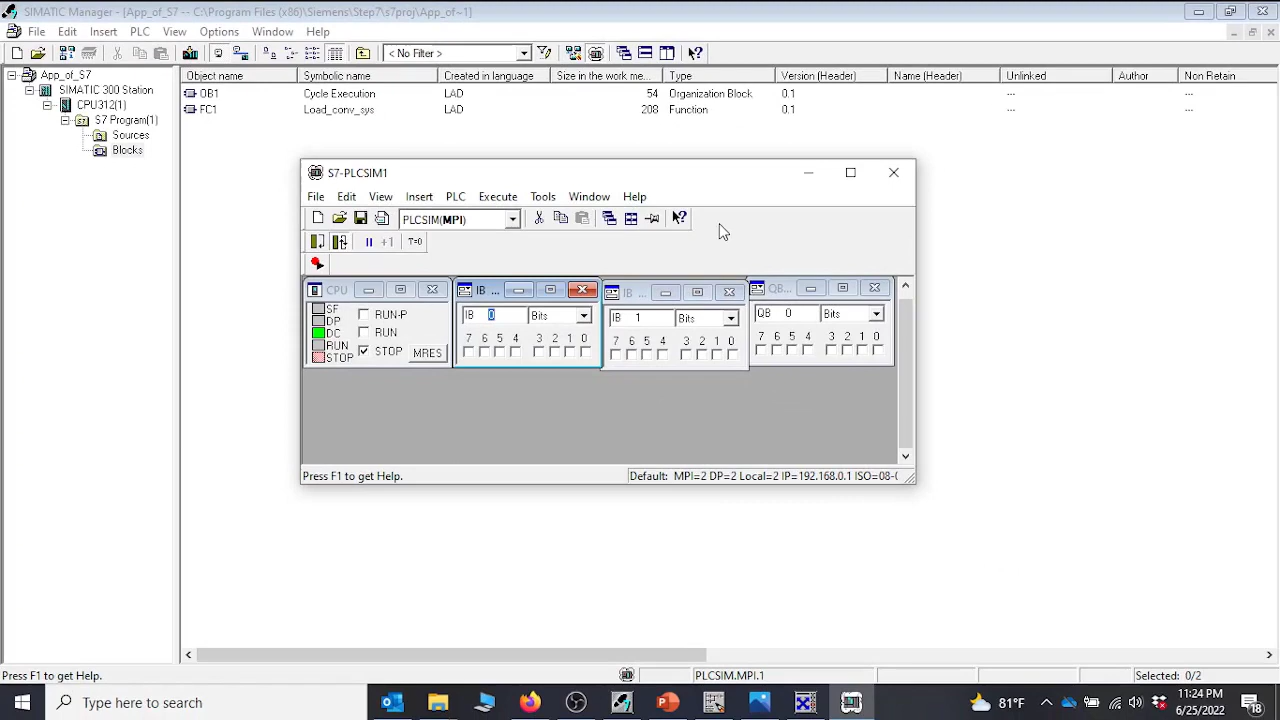 SIMATIC Manager - [App_of_S7 -- C:\Program Files (x86)\Siemens\Step7\s7proj\App_of~1]
File Edit Insert PLC View Options Window Help
< No Filter >
App_of_S7
SIMATIC 300 Station
CPU312(1)
S7 Program(1)
Sources
Blocks
Object name Symbolic name Created in language Size in the work me... Type Version (Header) Name (Header) Unlinked Author Non Retain
OB1 Cycle Execution LAD 54 Organization Block 0.1 --- ---
FC1 Load_conv_sys LAD 208 Function 0.1 --- ---
S7-PLCSIM1
File Edit View Insert PLC Execute Tools Window Help
PLCSIM(MPI)
+1 T=0
CPU
SF
DP
DC
RUN
STOP
RUN-P
RUN
STOP
MRES
IB ...
IB 0 Bits
7 6 5 4 3 2 1 0
IB ...
IB 1 Bits
7 6 5 4 3 2 1 0
QB...
QB 0 Bits
7 6 5 4 3 2 1 0
Press F1 to get Help.
Default: MPI=2 DP=2 Local=2 IP=192.168.0.1 ISO=08-0
Press F1 to get Help.
PLCSIM.MPI.1
Selected: 0/2
Type here to search
81°F
11:24 PM
6/25/2022
18